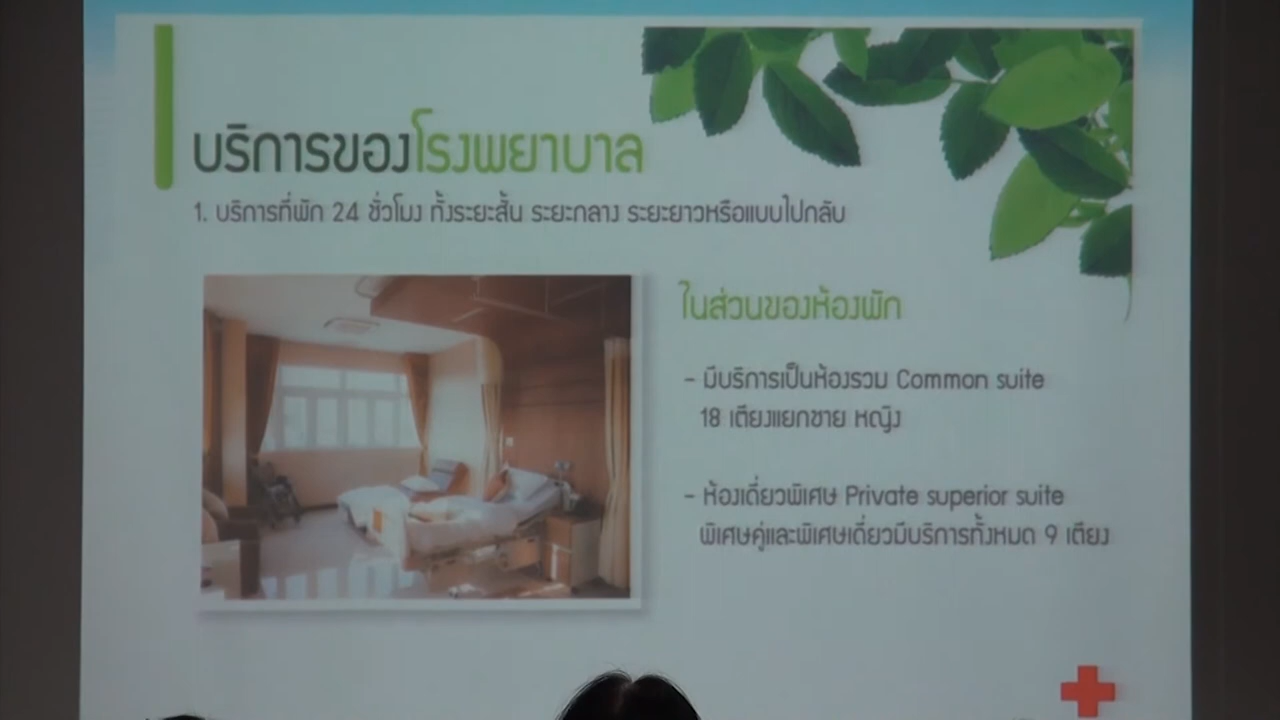 บริการของโรงพยาบาล
1. บริการที่พัก 24 ชั่วโมง ทั้งระยะสั้น ระยะกลาง ระยะยาวหรือแบบไปกลับ
ในส่วนของห้องพัก
- มีบริการเป็นห้องรวม Common suite
18 เตียงแยกชาย หญิง
- ห้องเดี่ยวพิเศษ Private superior suite
พิเศษคู่และพิเศษเดี่ยวมีบริการทั้งหมด 9 เตียง